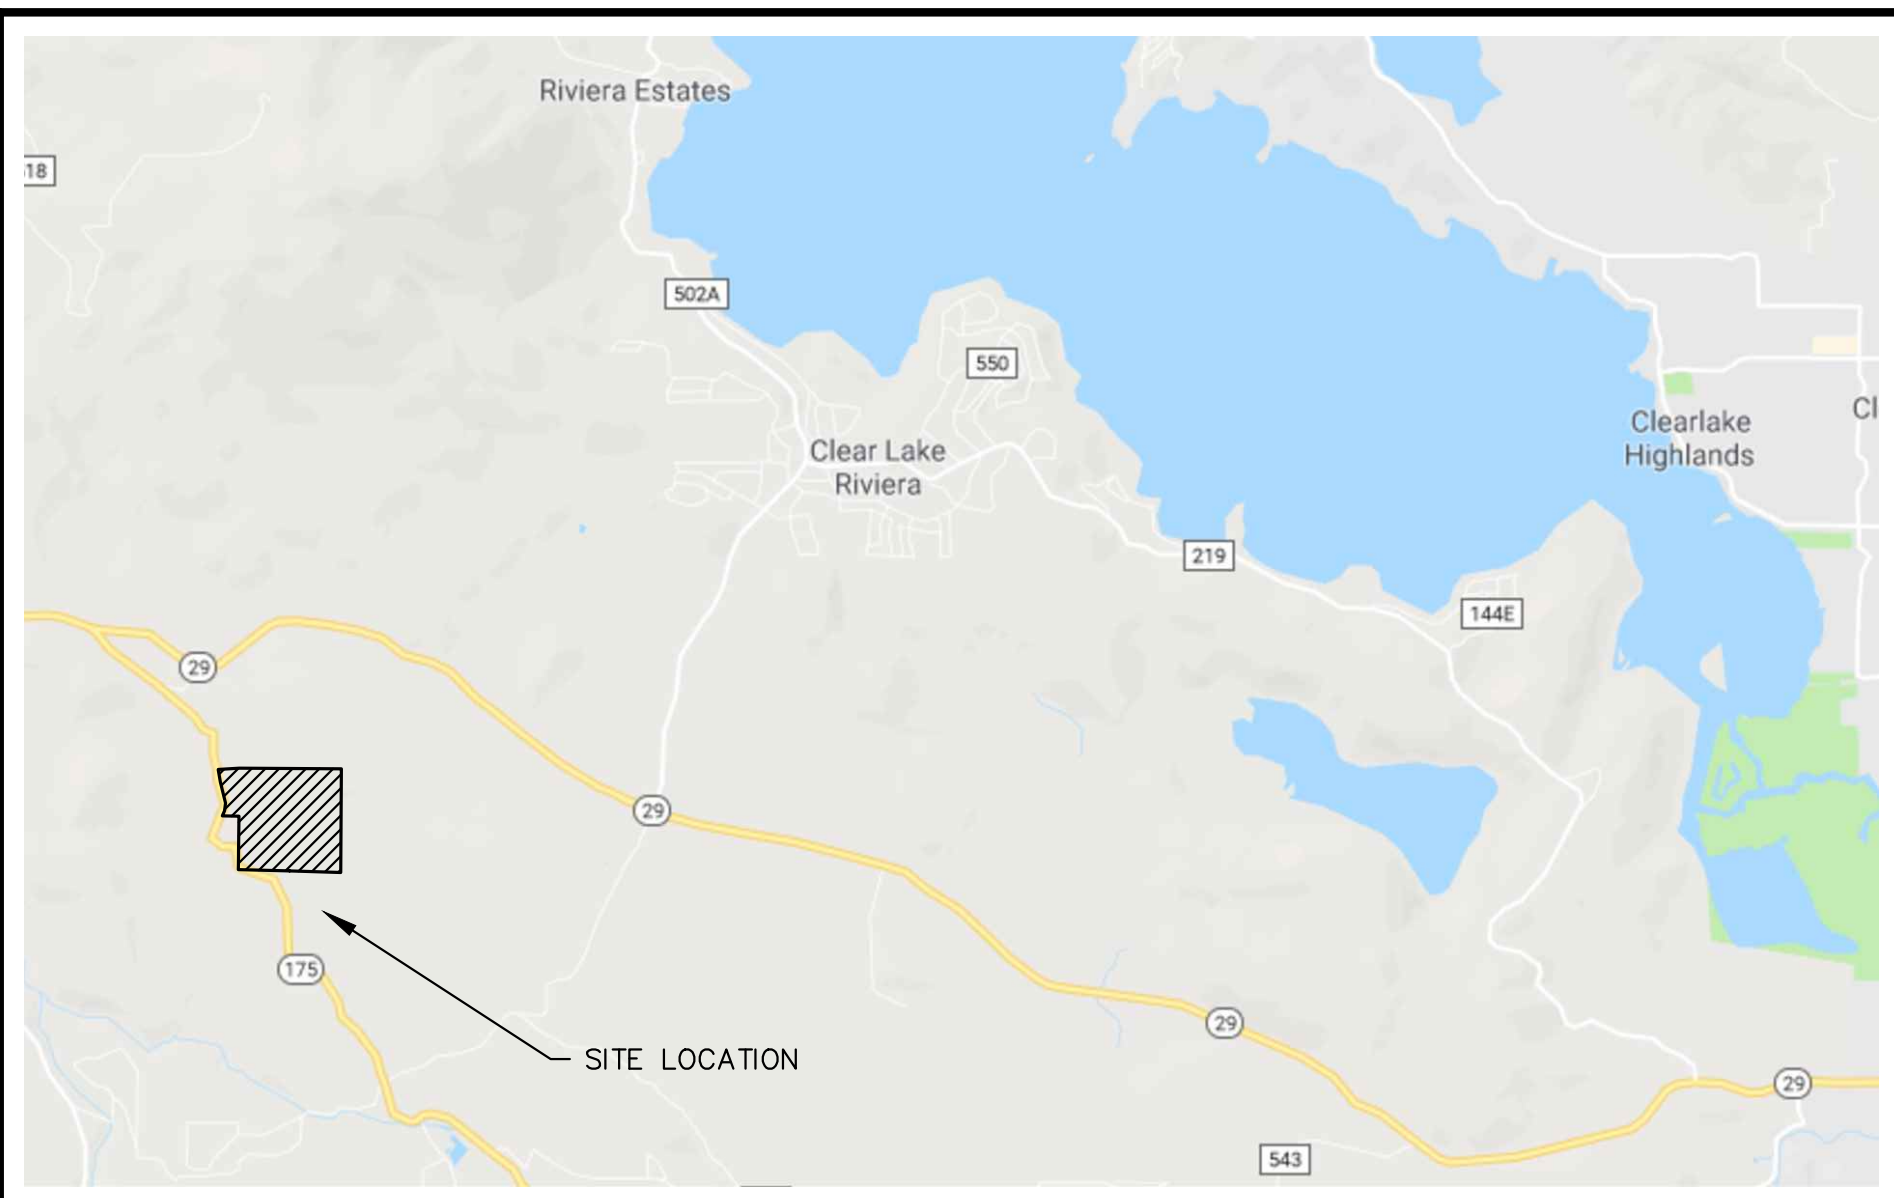 Riviera Estates
18
502A
550
Clearlake
Highlands
Cl
Clear Lake
Riviera
219
144E
29
29
175
29
SITE LOCATION
29
543